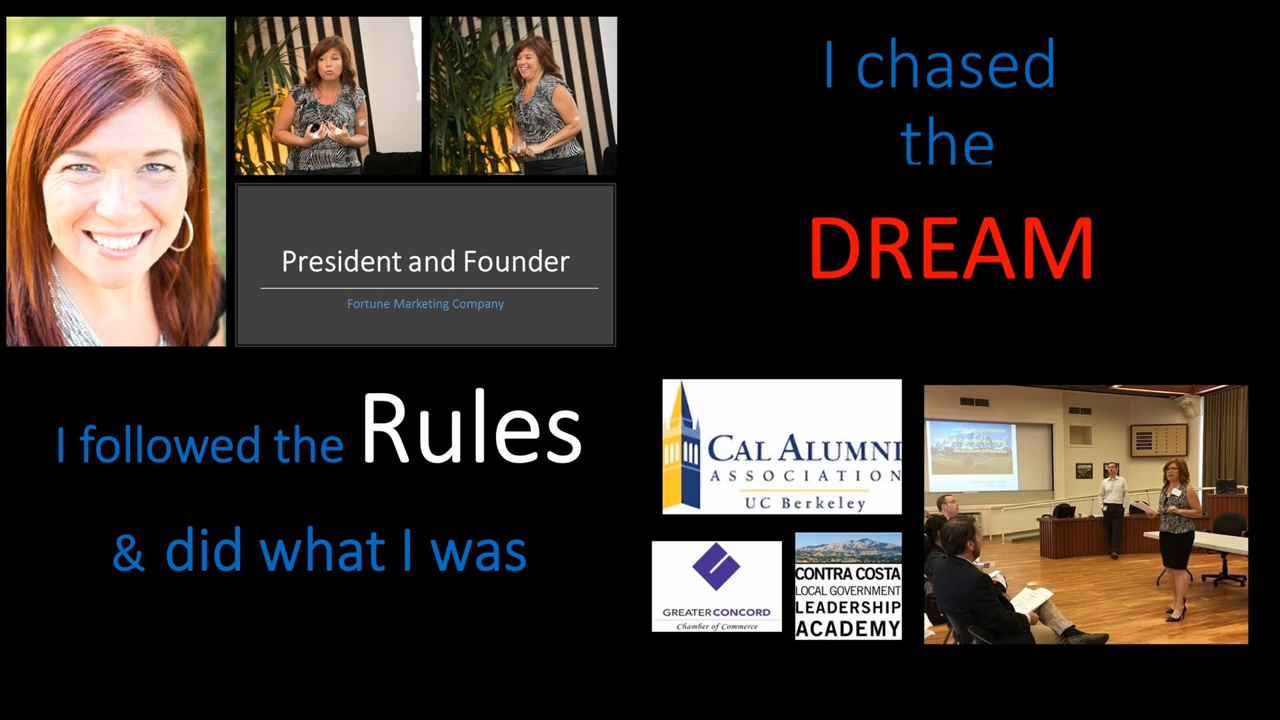 President and Founder
Fortune Marketing Company
I chased
the
DREAM
I followed the Rules
& did what I was
CAL ALUMNI
ASSOCIATION
UC Berkeley
GREATER CONCORD
Chamber of Commerce
CONTRA COSTA
LOCAL GOVERNMENT
LEADERSHIP
ACADEMY